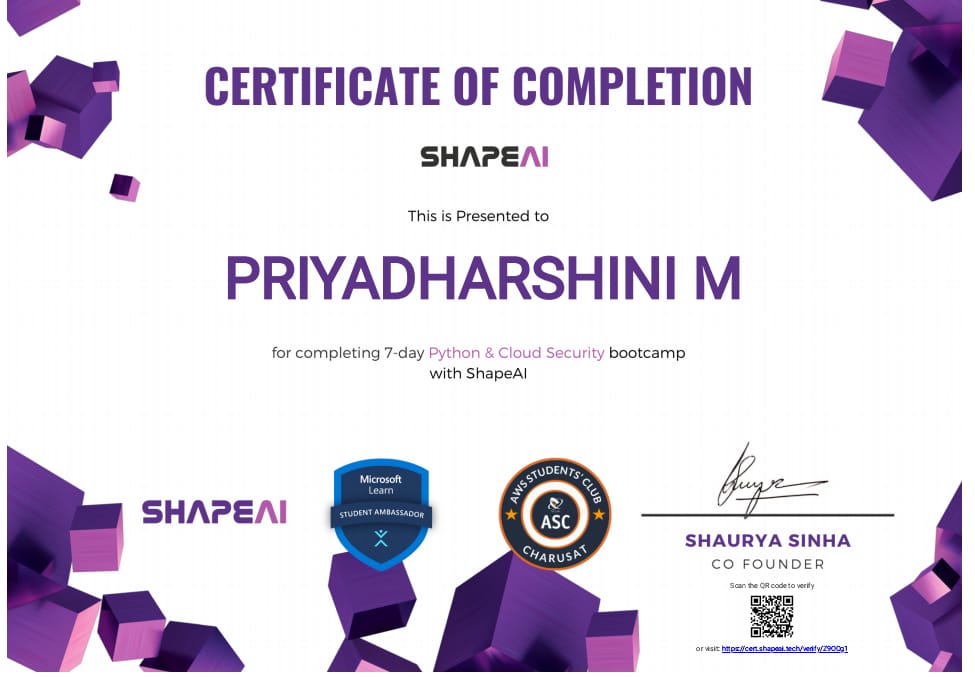 CERTIFICATE OF COMPLETION
SHAPEAI
This is Presented to
PRIYADHARSHINI M
for completing 7-day Python & Cloud Security bootcamp
with ShapeAI
SHAPEAI
Microsoft
Learn
STUDENT AMBASSADOR
AWS STUDENTS' CLUB
ASC
CHARUSAT
SHAURYA SINHA
CO FOUNDER
Scan the QR code to verify
or visit: https://cert.shapeai.tech/verify/Z900g1